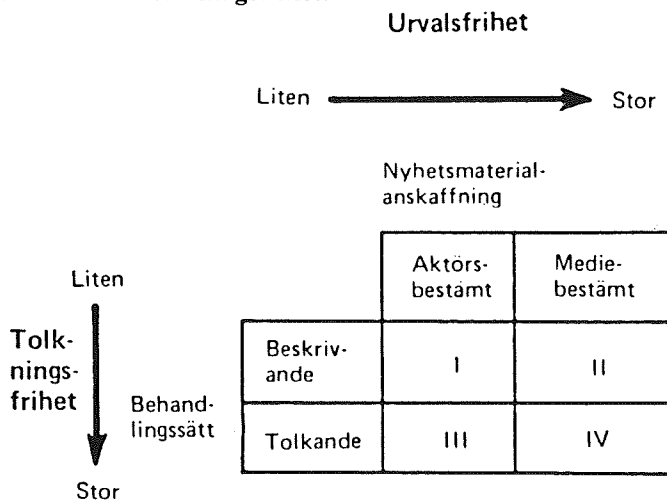 Urvalsfrihet
Liten
Stor
Nyhetsmaterial-
anskaffning
Aktörs-
bestämt
Medie-
bestämt
Liten
Tolk-
nings-
frihet
Behand-
lingssätt
Stor
Beskriv-
ande
I
II
Tolkande
III
IV